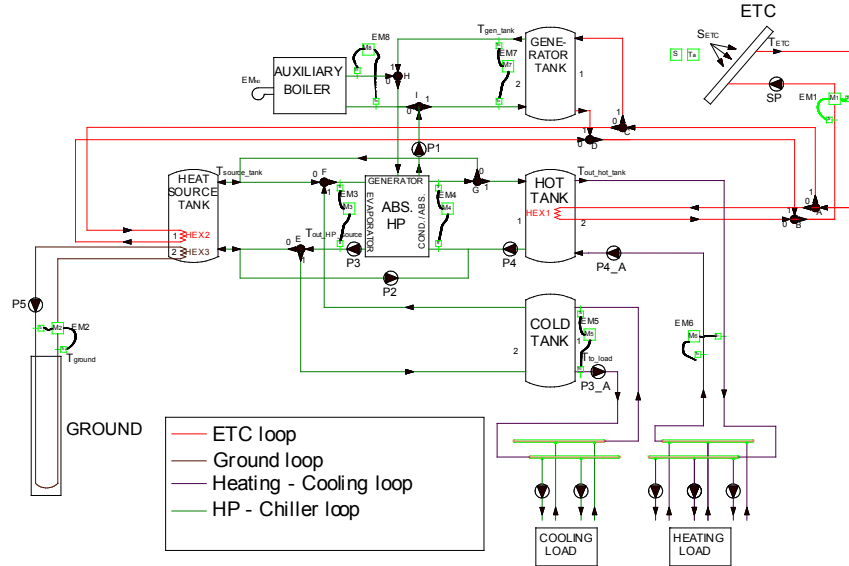 ETC
S_ETC
T_ETC
S
Ta
SP
EM1
M1
T_gen_tank
EM8
M8
EM7
M7
GENE-
RATOR
TANK
1
2
AUXILIARY
BOILER
H
0
1
I
0
1
P1
C
0
1
D
0
1
A
0
1
B
0
1
HEAT
SOURCE
TANK
T_source_tank
F
0
1
GENERATOR
EVAPORATOR
ABS.
HP
COND./ABS.
EM3
M3
EM4
M4
G
0
1
HOT
TANK
T_out_hot_tank
1
HEX1
2
1
HEX2
2
HEX3
T_out_HP_source
E
0
1
P3
P4
P4_A
P2
P5
M2
EM2
T_ground
COLD
TANK
2
1
EM5
M5
T_to_load
P3_A
EM6
M6
GROUND
ETC loop
Ground loop
Heating - Cooling loop
HP - Chiller loop
COOLING
LOAD
HEATING
LOAD